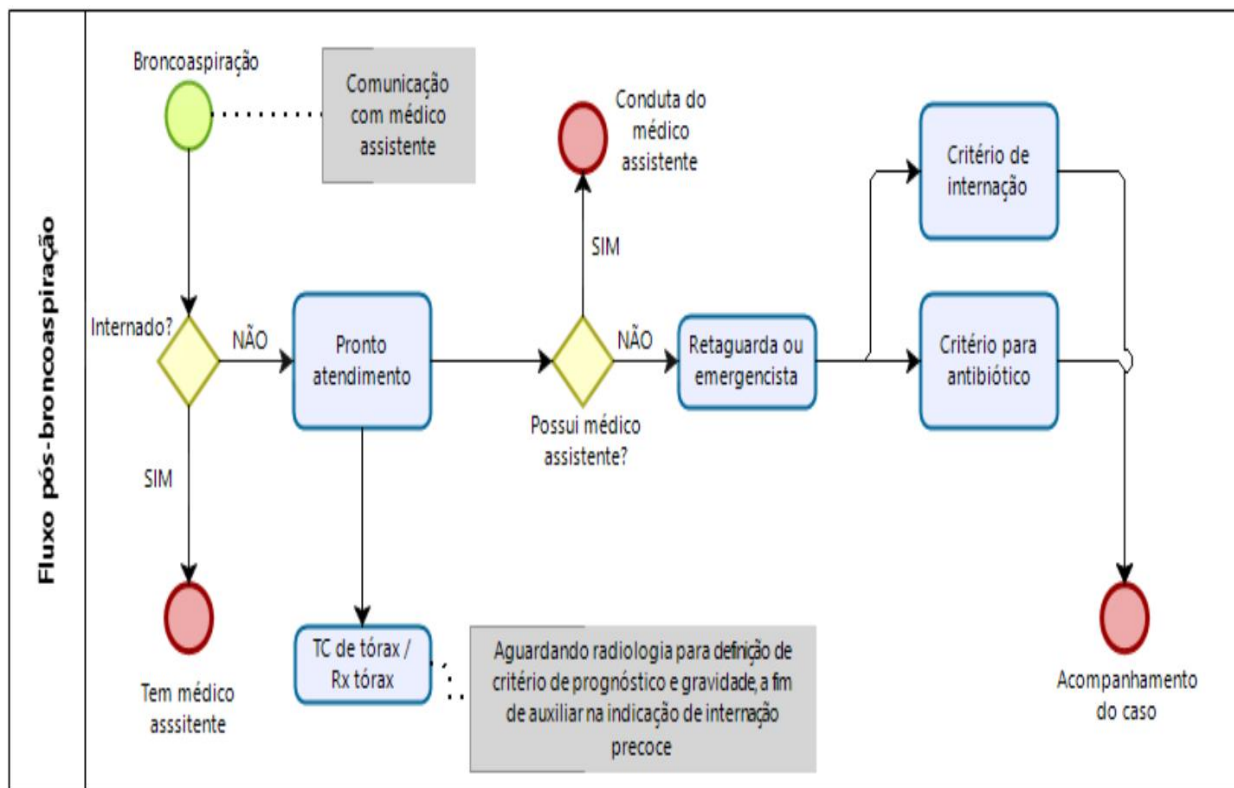 Fluxo pós-broncoaspiração
Broncoaspiração
Comunicação
com médico
assistente
Internado?
NÃO
SIM
Tem médico
asssitente
Pronto
atendimento
TC de tórax /
Rx tórax
Aguardando radiologia para definição de
critério de prognóstico e gravidade, a fim
de auxiliar na indicação de internação
precoce
Conduta do
médico
assistente
SIM
NÃO
Possui médico
assistente?
Retaguarda ou
emergencista
Critério de
internação
Critério para
antibiótico
Acompanhamento
do caso